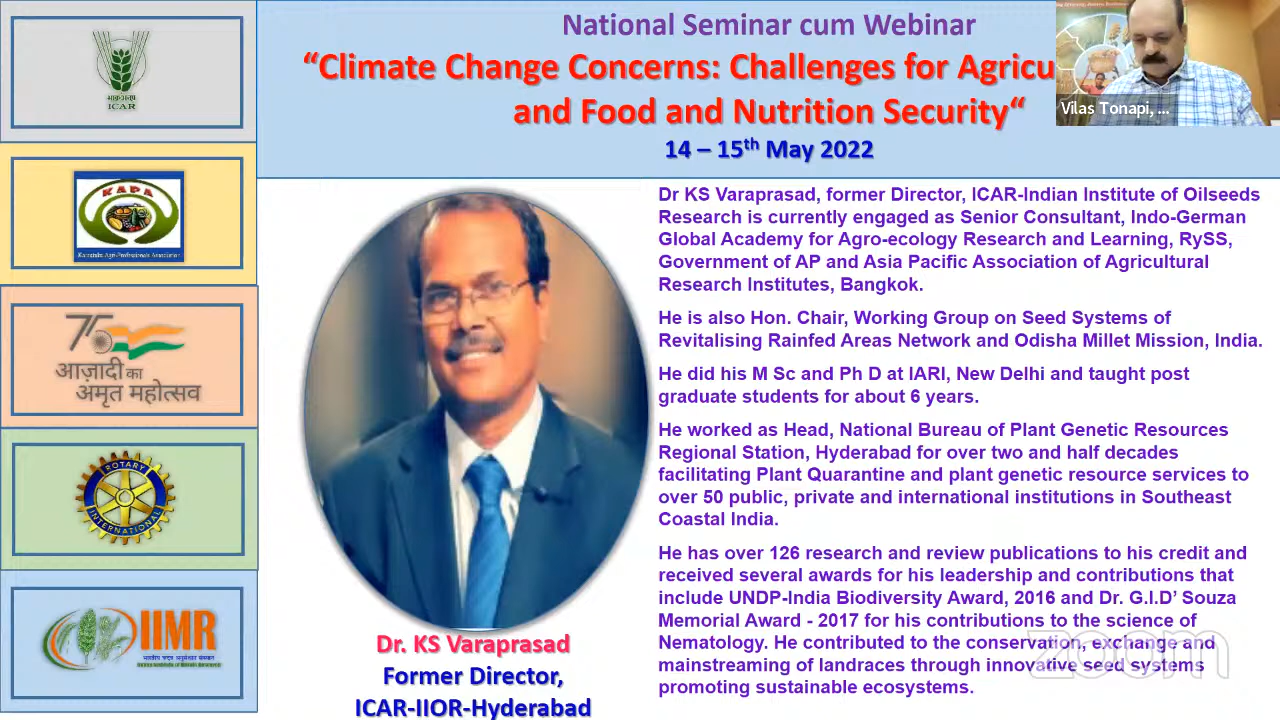 National Seminar cum Webinar
“Climate Change Concerns: Challenges for Agricu
and Food and Nutrition Security“
14 – 15th May 2022
Vilas Tonapi, ...
भाकृअनुप
ICAR
KAPA
Karnataka Agri-Professionals Association
75
आज़ादी का
अमृत महोत्सव
ROTARY
INTERNATIONAL
IIMR
भारतीय कदन्न अनुसंधान संस्थान
Indian Institute of Millets Research
Dr. KS Varaprasad
Former Director,
ICAR-IIOR-Hyderabad
Dr KS Varaprasad, former Director, ICAR-Indian Institute of Oilseeds
Research is currently engaged as Senior Consultant, Indo-German
Global Academy for Agro-ecology Research and Learning, RySS,
Government of AP and Asia Pacific Association of Agricultural
Research Institutes, Bangkok.
He is also Hon. Chair, Working Group on Seed Systems of
Revitalising Rainfed Areas Network and Odisha Millet Mission, India.
He did his M Sc and Ph D at IARI, New Delhi and taught post
graduate students for about 6 years.
He worked as Head, National Bureau of Plant Genetic Resources
Regional Station, Hyderabad for over two and half decades
facilitating Plant Quarantine and plant genetic resource services to
over 50 public, private and international institutions in Southeast
Coastal India.
He has over 126 research and review publications to his credit and
received several awards for his leadership and contributions that
include UNDP-India Biodiversity Award, 2016 and Dr. G.I.D’ Souza
Memorial Award - 2017 for his contributions to the science of
Nematology. He contributed to the conservation, exchange and
mainstreaming of landraces through innovative seed systems
promoting sustainable ecosystems.
zoom